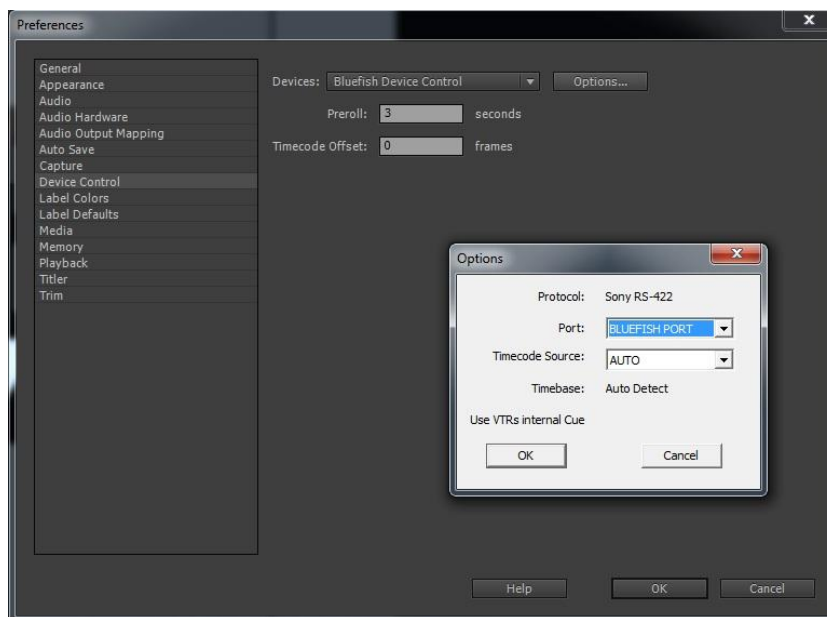 Preferences
General
Appearance
Audio
Audio Hardware
Audio Output Mapping
Auto Save
Capture
Device Control
Label Colors
Label Defaults
Media
Memory
Playback
Titler
Trim
Devices: Bluefish Device Control Options...
Preroll: 3 seconds
Timecode Offset: 0 frames
Options
Protocol: Sony RS-422
Port: BLUEFISH PORT
Timecode Source: AUTO
Timebase: Auto Detect
Use VTRs internal Cue
OK Cancel
Help OK Cancel